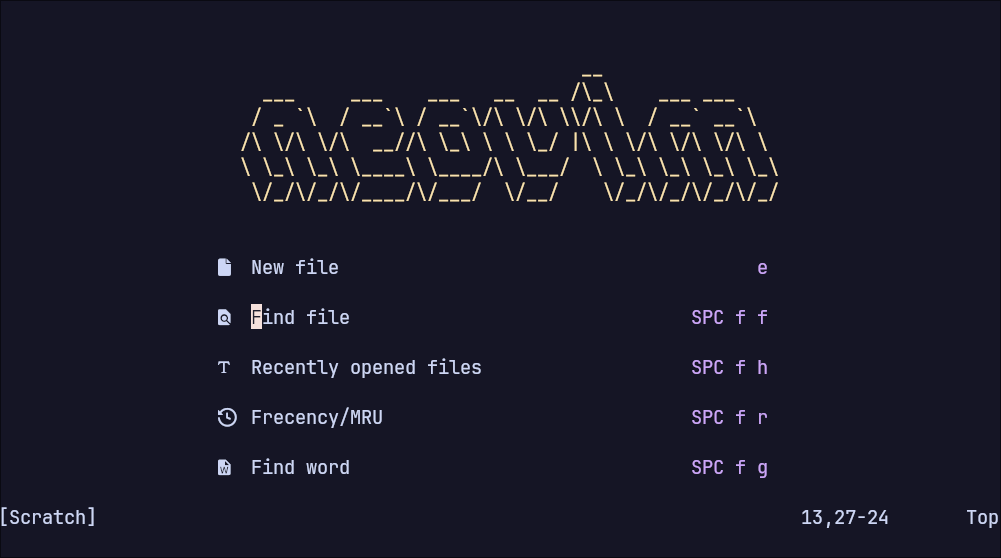 neovim
New file e
Find file SPC f f
Recently opened files SPC f h
Frecency/MRU SPC f r
Find word SPC f g
[Scratch] 13,27-24 Top